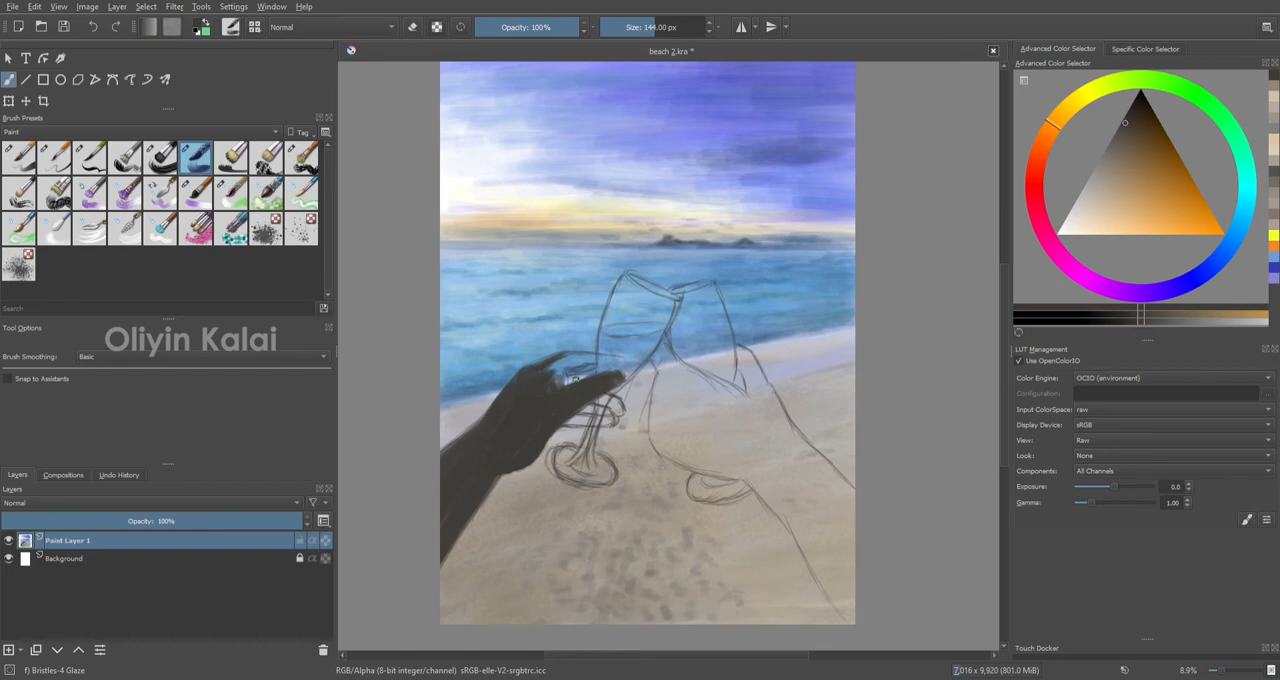 File Edit View Image Layer Select Filter Tools Settings Window Help
Normal Opacity: 100% Size: 144.00 px
beach 2.kra *
Brush Presets
Paint Tag
Search
Tool Options
Oliyin Kalai
Brush Smoothing: Basic
Snap to Assistants
Layers Compositions Undo History
Layers
Normal
Opacity: 100%
Paint Layer 1
Background
f) Bristles-4 Glaze
RGB/Alpha (8-bit integer/channel) sRGB-elle-V2-srgbtrc.icc
7,016 x 9,920 (801.0 MiB)
8.9%
Advanced Color Selector Specific Color Selector
Advanced Color Selector
LUT Management
Use OpenColorIO
Color Engine: OCIO (environment)
Configuration: ...
Input ColorSpace: raw
Display Device: sRGB
View: Raw
Look: None
Components: All Channels
Exposure: 0.0
Gamma: 1.00
Touch Docker